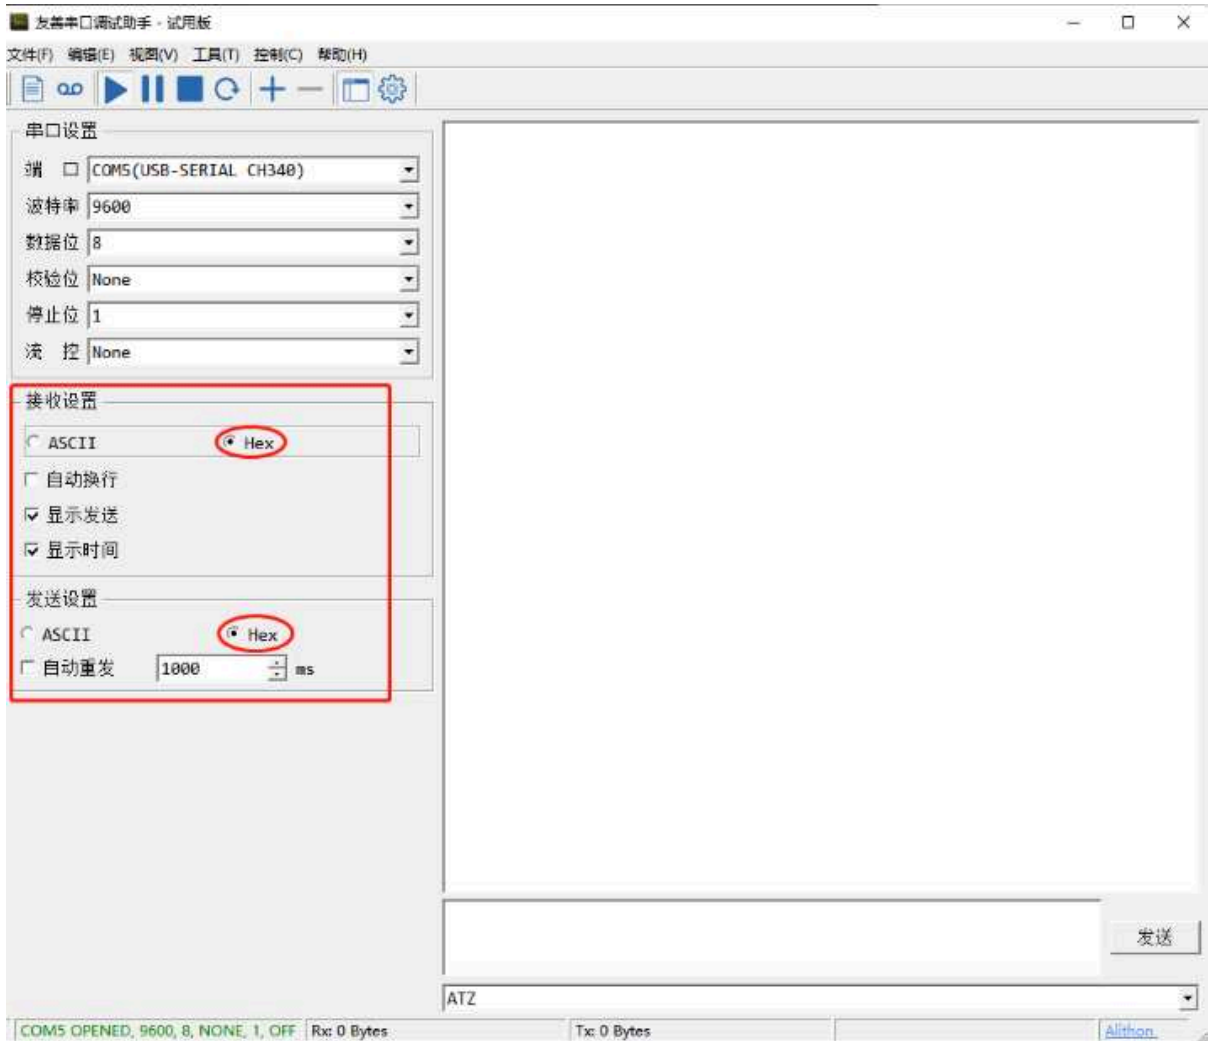 友善串口调试助手 - 试用版
文件(F) 编辑(E) 视图(V) 工具(T) 控制(C) 帮助(H)
串口设置
端 口 COM5(USB-SERIAL CH340)
波特率 9600
数据位 8
校验位 None
停止位 1
流 控 None
接收设置
ASCII Hex
自动换行
显示发送
显示时间
发送设置
ASCII Hex
自动重发 1000 ms
发送
ATZ
COM5 OPENED, 9600, 8, NONE, 1, OFF Rx: 0 Bytes Tx: 0 Bytes Alithon